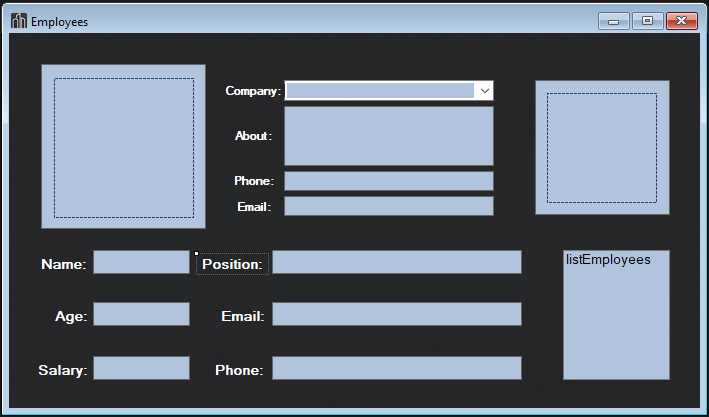 Employees
Company:
About:
Phone:
Email:
Name:
Position:
listEmployees
Age:
Email:
Salary:
Phone: